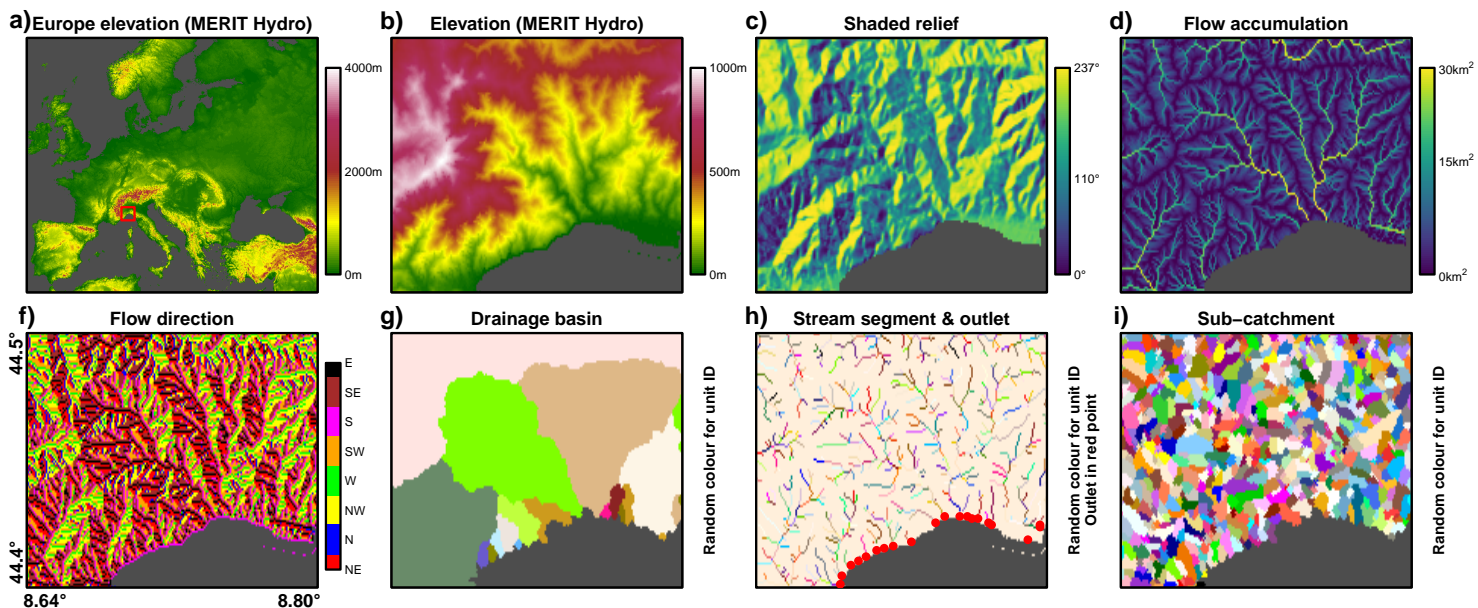 a) Europe elevation (MERIT Hydro)
4000m
2000m
0m
b) Elevation (MERIT Hydro)
1000m
500m
0m
c) Shaded relief
237°
110°
0°
d) Flow accumulation
30km²
15km²
0km²
f) Flow direction
44.5°
44.4°
8.64° 8.80°
E
SE
S
SW
W
NW
N
NE
g) Drainage basin
Random colour for unit ID
h) Stream segment & outlet
Random colour for unit ID
Outlet in red point
i) Sub−catchment
Random colour for unit ID